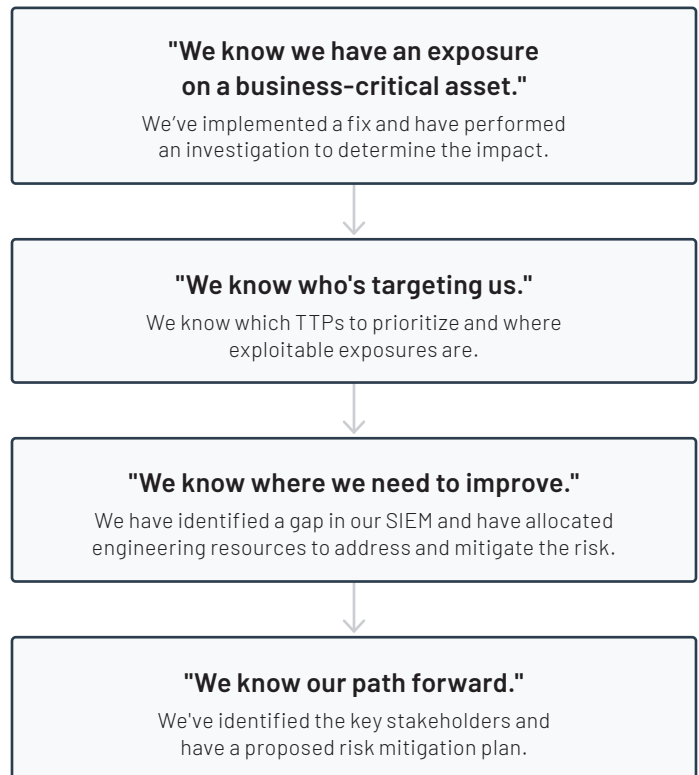 "We know we have an exposure
on a business-critical asset."
We’ve implemented a fix and have performed
an investigation to determine the impact.
"We know who's targeting us."
We know which TTPs to prioritize and where
exploitable exposures are.
"We know where we need to improve."
We have identified a gap in our SIEM and have allocated
engineering resources to address and mitigate the risk.
"We know our path forward."
We've identified the key stakeholders and
have a proposed risk mitigation plan.